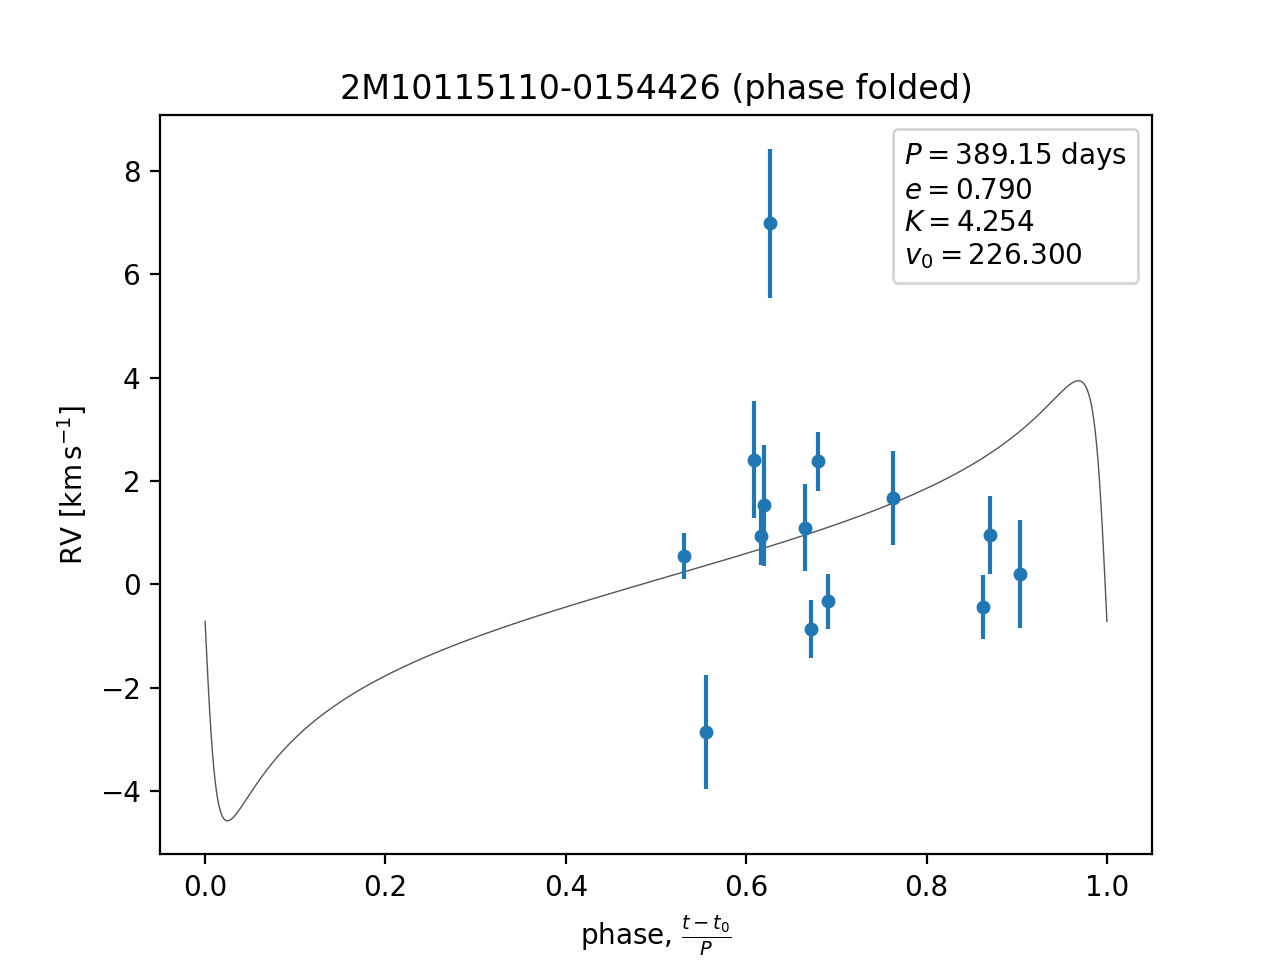 2M10115110-0154426 (phase folded)
P = 389.15 days
e = 0.790
K = 4.254
v₀ = 226.300
8
6
4
2
0
−2
−4
RV [km s⁻¹]
0.0 0.2 0.4 0.6 0.8 1.0
phase, (t − t₀)/P